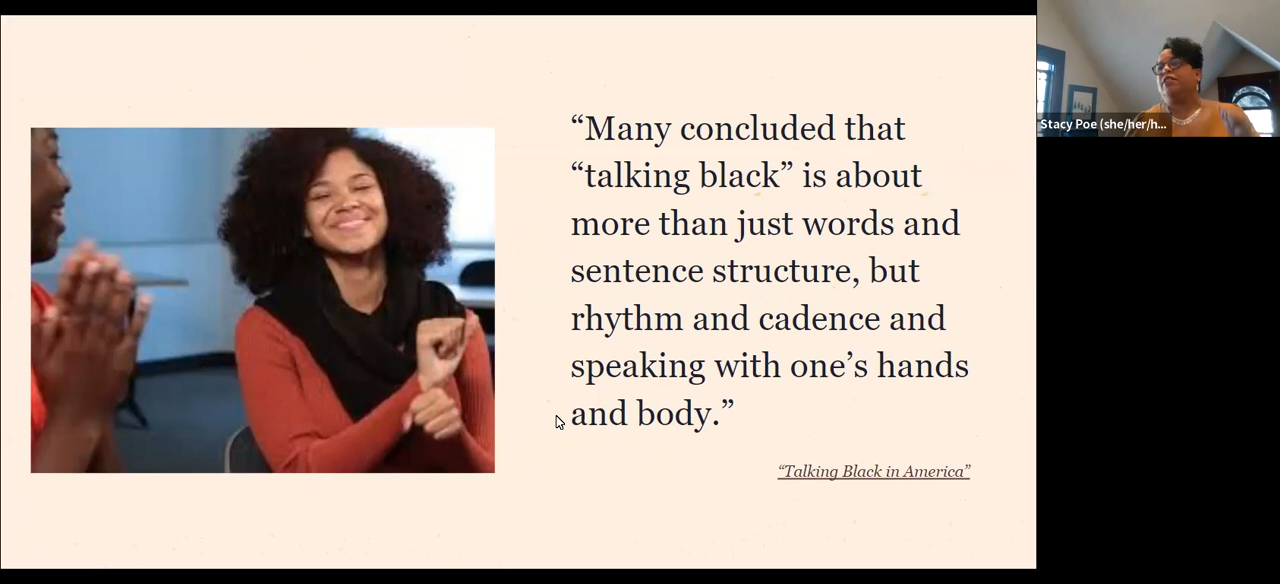 “Many concluded that
“talking black” is about
more than just words and
sentence structure, but
rhythm and cadence and
speaking with one’s hands
and body.”
“Talking Black in America”
Stacy Poe (she/her/h...